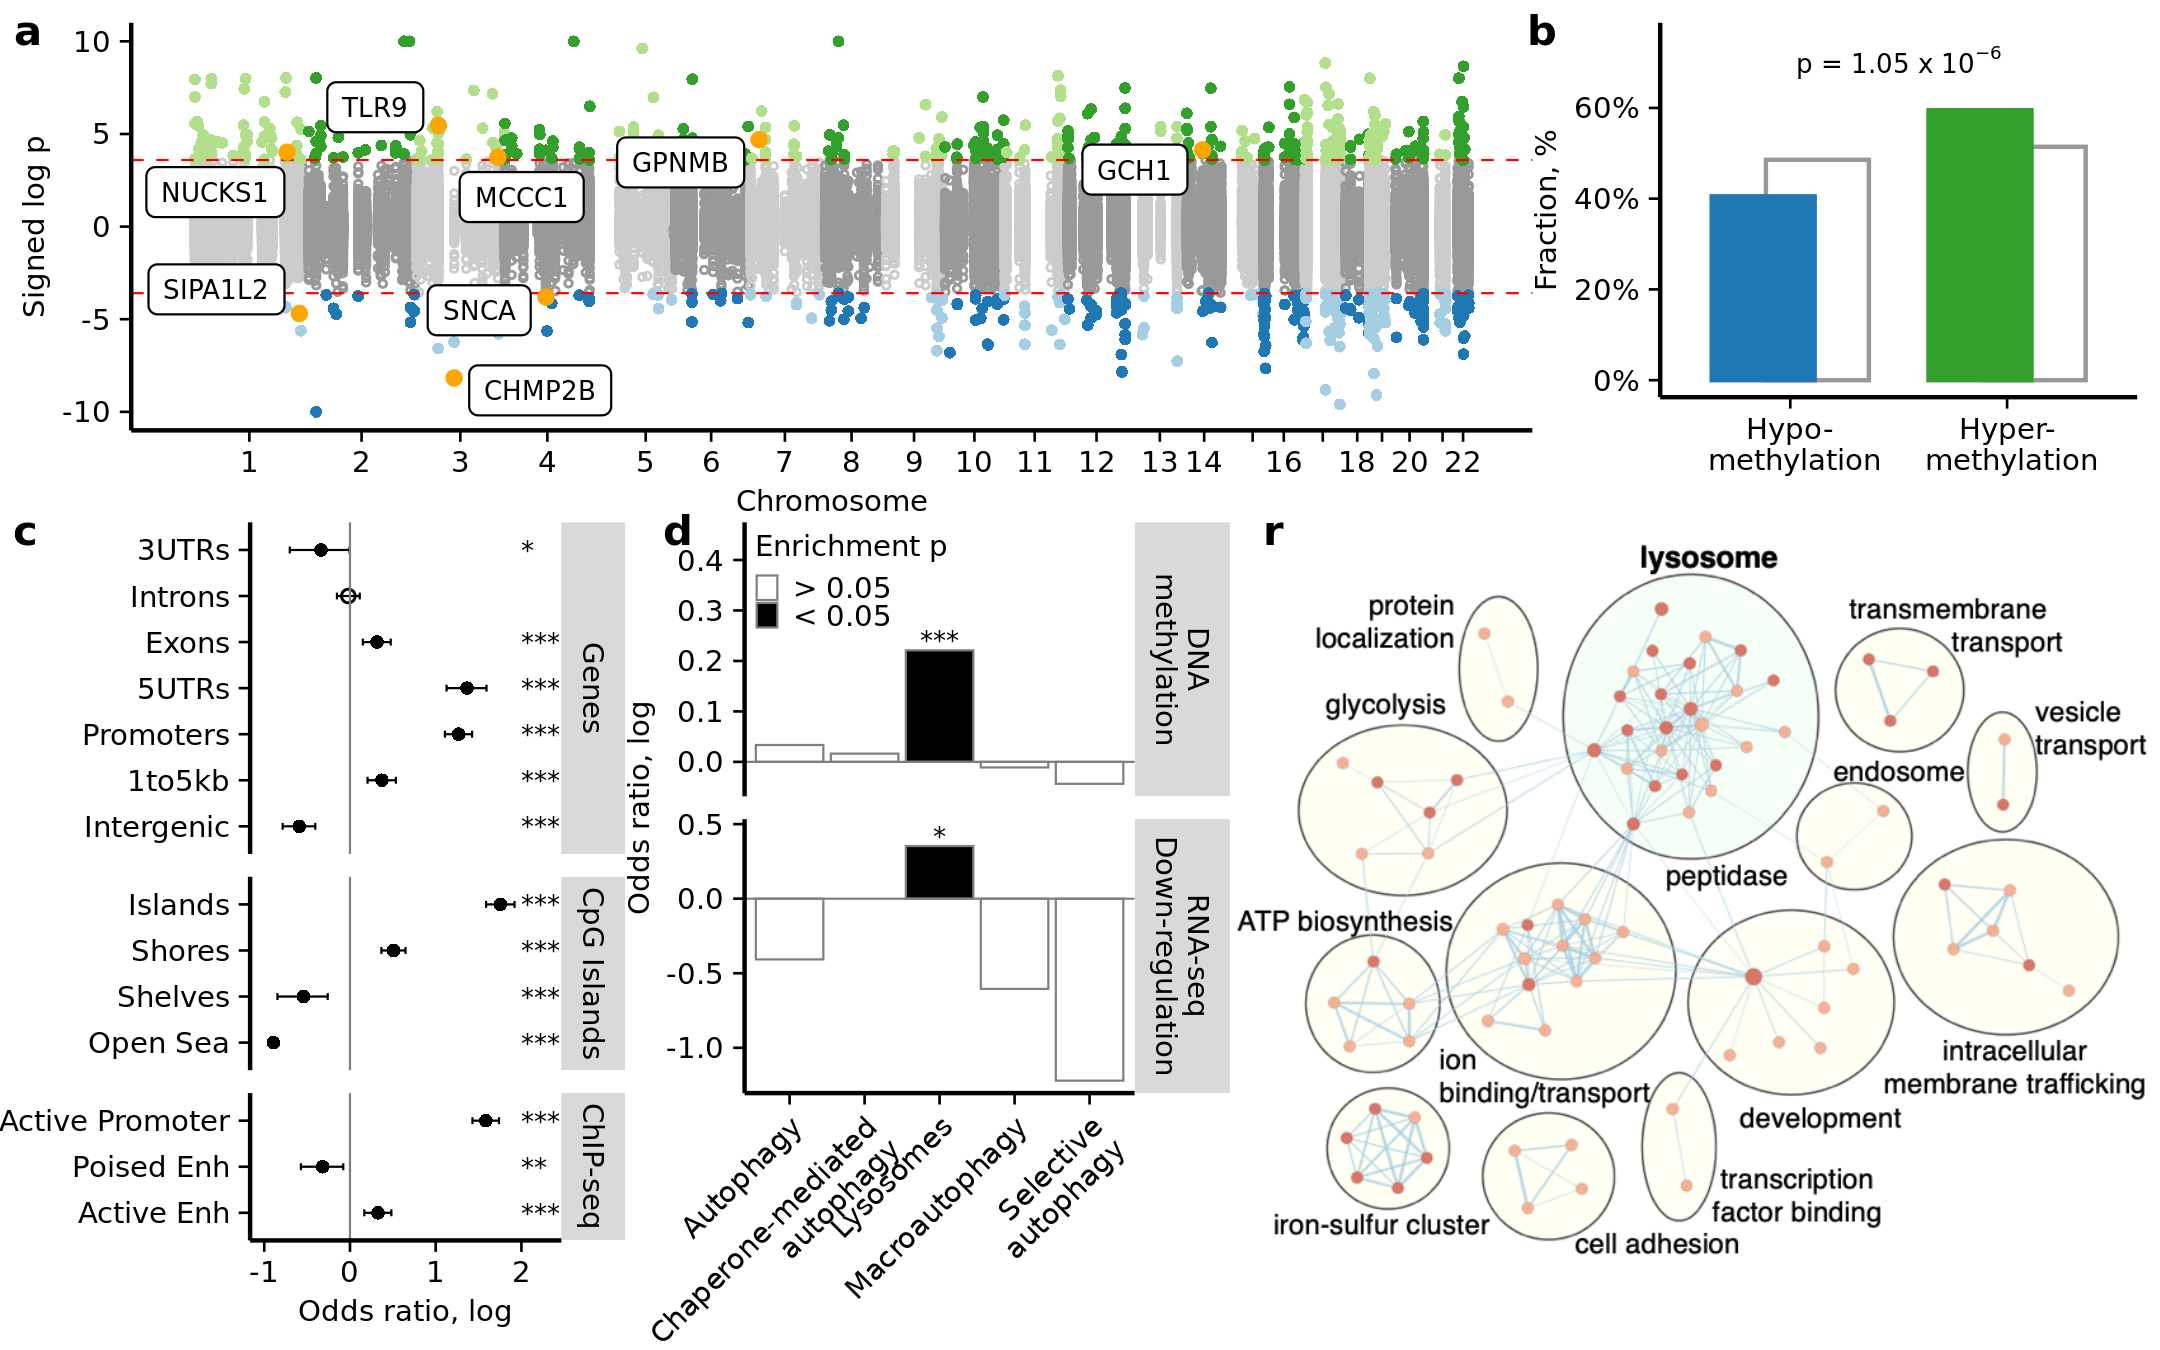 a
10
5
0
-5
-10
Signed log p
TLR9
NUCKS1
MCCC1
GPNMB
GCH1
SIPA1L2
SNCA
CHMP2B
1 2 3 4 5 6 7 8 9 10 11 12 13 14 16 18 20 22
Chromosome
b
p = 1.05 x 10−6
60%
40%
20%
0%
Fraction, %
Hypo-
methylation
Hyper-
methylation
c
3UTRs *
Introns
Exons ***
5UTRs ***
Promoters ***
1to5kb ***
Intergenic ***
Genes
Islands ***
Shores ***
Shelves ***
Open Sea ***
CpG Islands
Active Promoter ***
Poised Enh **
Active Enh ***
ChIP-seq
-1 0 1 2
Odds ratio, log
d
Enrichment p
> 0.05
< 0.05
0.4
0.3
0.2
0.1
0.0
***
DNA
methylation
Odds ratio, log
0.5
0.0
-0.5
-1.0
*
RNA-seq
Down-regulation
Autophagy
Chaperone-mediated
autophagy
Lysosomes
Macroautophagy
Selective
autophagy
r
lysosome
protein
localization
transmembrane
transport
glycolysis
vesicle
transport
endosome
peptidase
ATP biosynthesis
ion
binding/transport
intracellular
membrane trafficking
development
iron-sulfur cluster
cell adhesion
transcription
factor binding